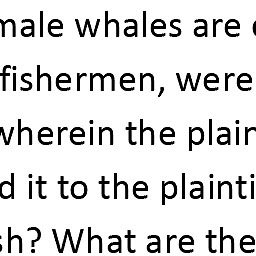 male whales are
fishermen, were
wherein the plain
d it to the plainti
sh? What are the